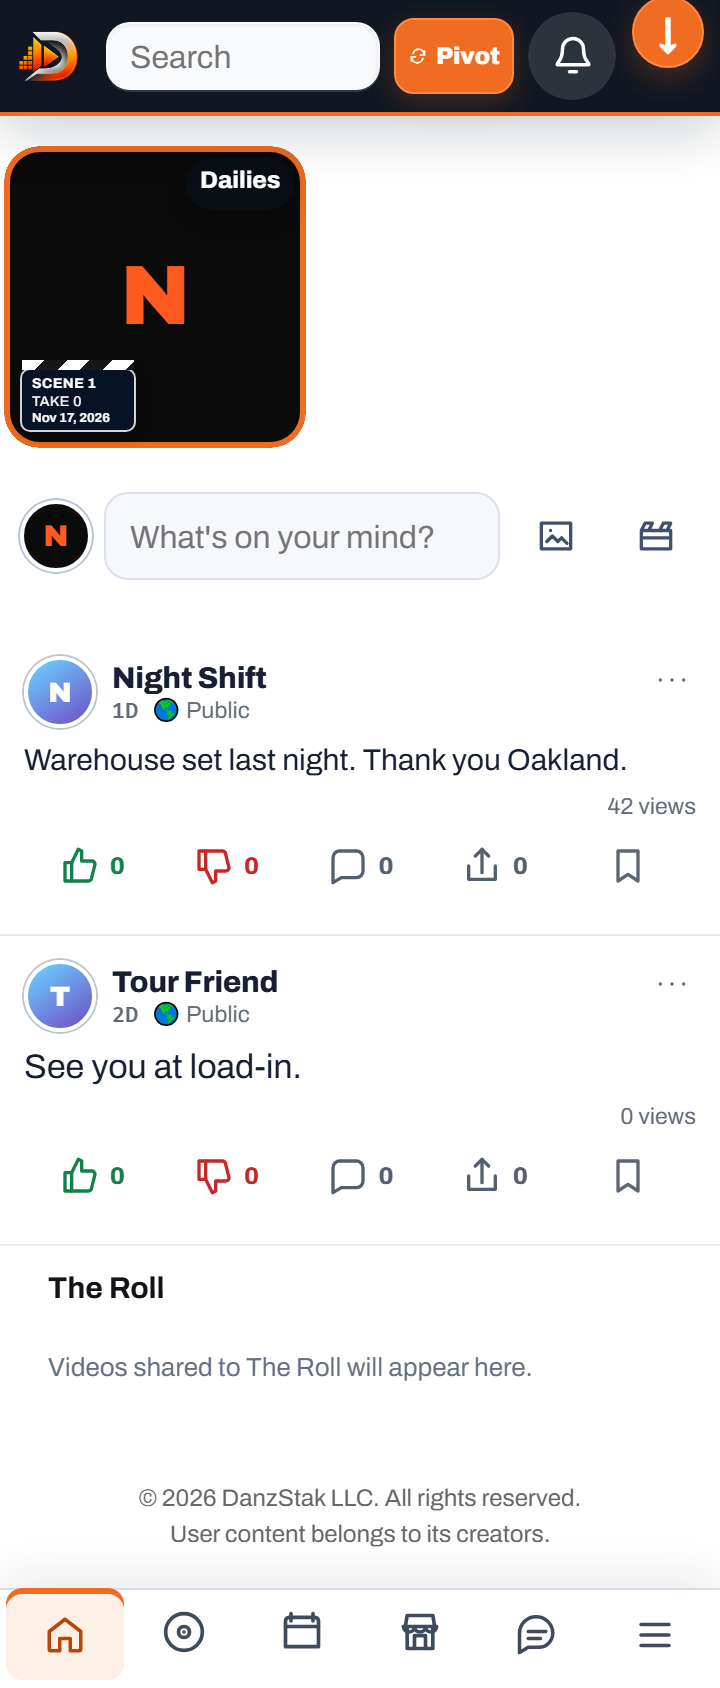 Search
Pivot
Dailies
N
SCENE 1
TAKE 0
Nov 17, 2026
N
What's on your mind?
N
Night Shift
...
1D Public
Warehouse set last night. Thank you Oakland.
42 views
0 0 0 0
T
Tour Friend
...
2D Public
See you at load-in.
0 views
0 0 0 0
The Roll
Videos shared to The Roll will appear here.
© 2026 DanzStak LLC. All rights reserved.
User content belongs to its creators.